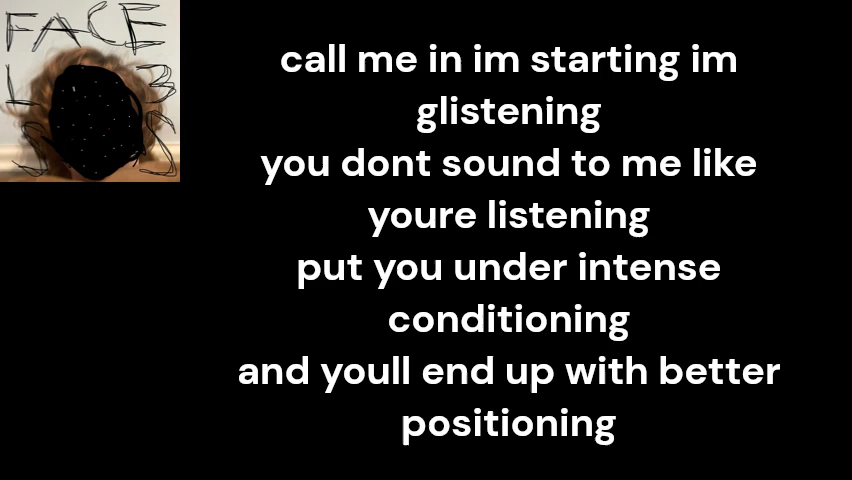 FACE
L B
S S
call me in im starting im
glistening
you dont sound to me like
youre listening
put you under intense
conditioning
and youll end up with better
positioning